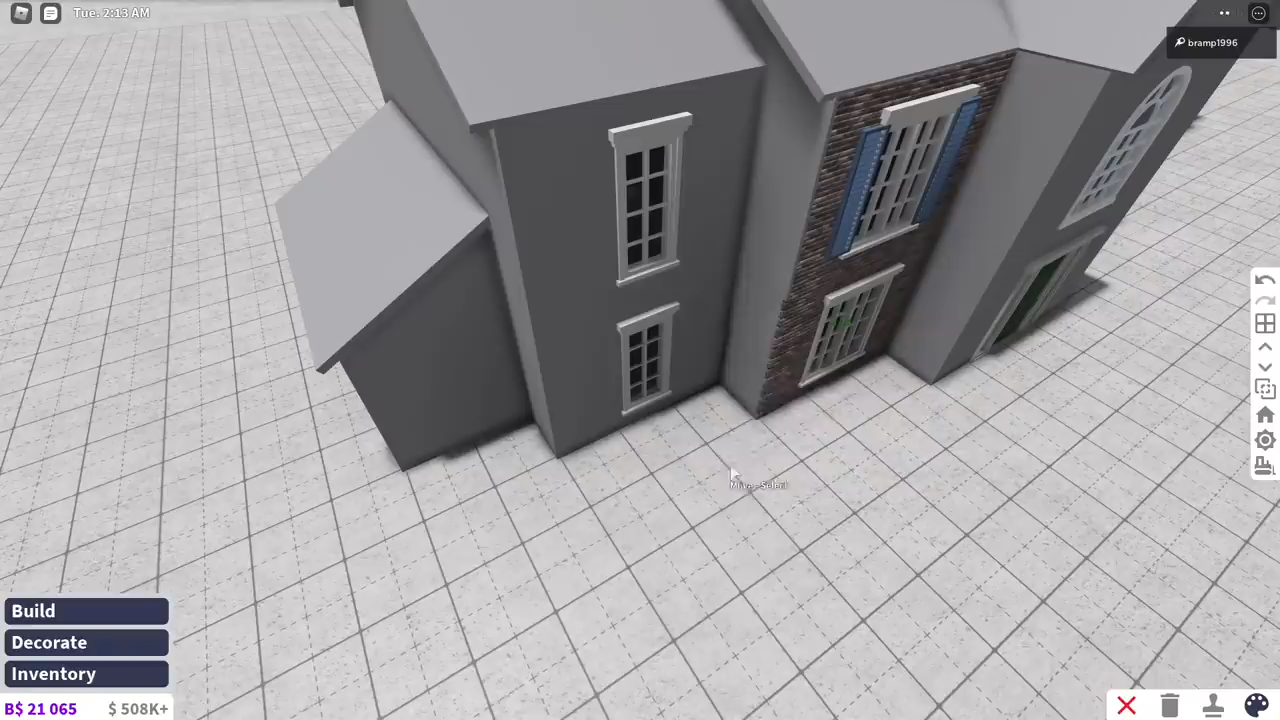 Tue. 2:13 AM
bramp1996
Build
Decorate
Inventory
B$ 21 065
$ 508K+